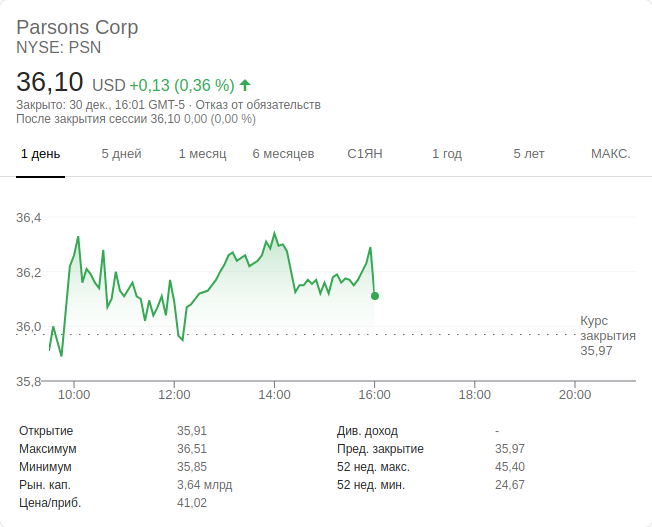 Parsons Corp
NYSE: PSN
36,10 USD +0,13 (0,36 %)
Закрыто: 30 дек., 16:01 GMT-5 · Отказ от обязательств
После закрытия сессии 36,10 0,00 (0,00 %)
1 день 5 дней 1 месяц 6 месяцев С1ЯН 1 год 5 лет МАКС.
36,4
36,2
36,0
35,8
Курс
закрытия
35,97
10:00 12:00 14:00 16:00 18:00 20:00
Открытие 35,91 Див. доход -
Максимум 36,51 Пред. закрытие 35,97
Минимум 35,85 52 нед. макс. 45,40
Рын. кап. 3,64 млрд 52 нед. мин. 24,67
Цена/приб. 41,02